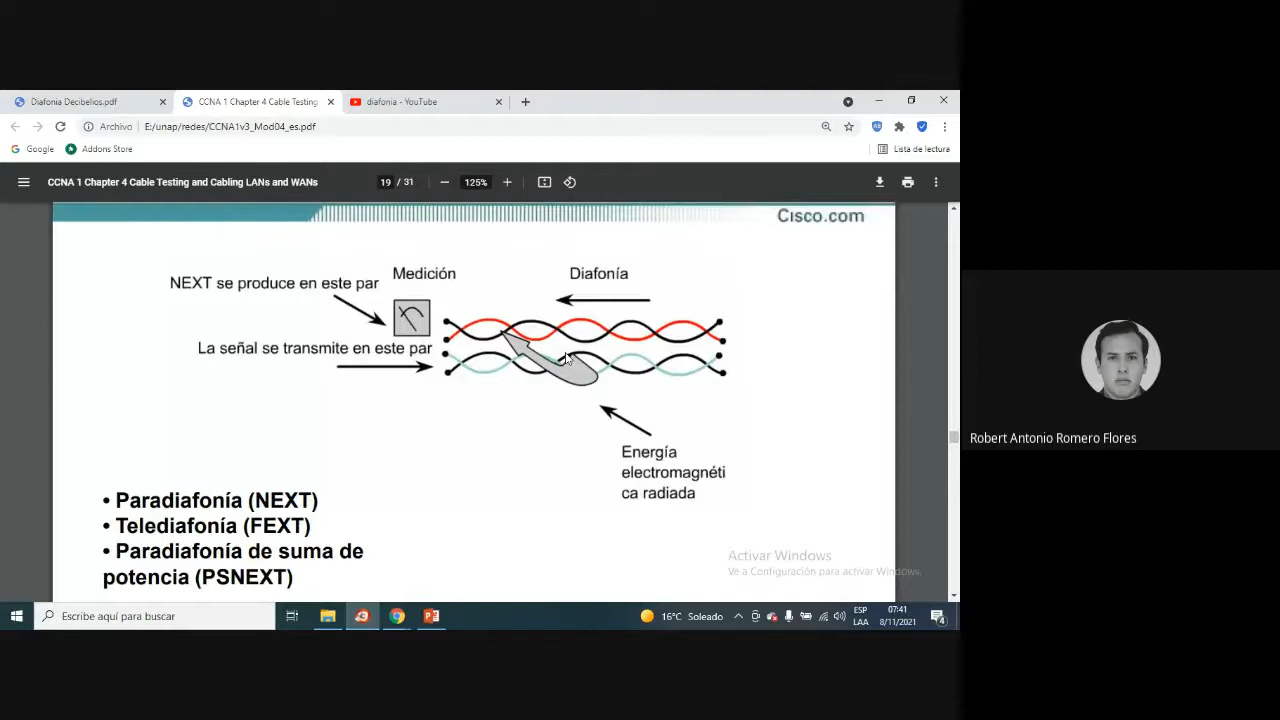 Diafonia Decibelios.pdf
CCNA 1 Chapter 4 Cable Testing
diafonia - YouTube
Archivo
E:/unap/redes/CCNA1v3_Mod04_es.pdf
Google
Addons Store
Lista de lectura
CCNA 1 Chapter 4 Cable Testing and Cabling LANs and WANs
19 / 31
125%
Cisco.com
NEXT se produce en este par
Medición
Diafonía
La señal se transmite en este par
Energía
electromagnéti
ca radiada
• Paradiafonía (NEXT)
• Telediafonía (FEXT)
• Paradiafonía de suma de
potencia (PSNEXT)
Activar Windows
Ve a Configuración para activar Windows.
Robert Antonio Romero Flores
Escribe aquí para buscar
16°C Soleado
ESP
LAA
07:41
8/11/2021
4